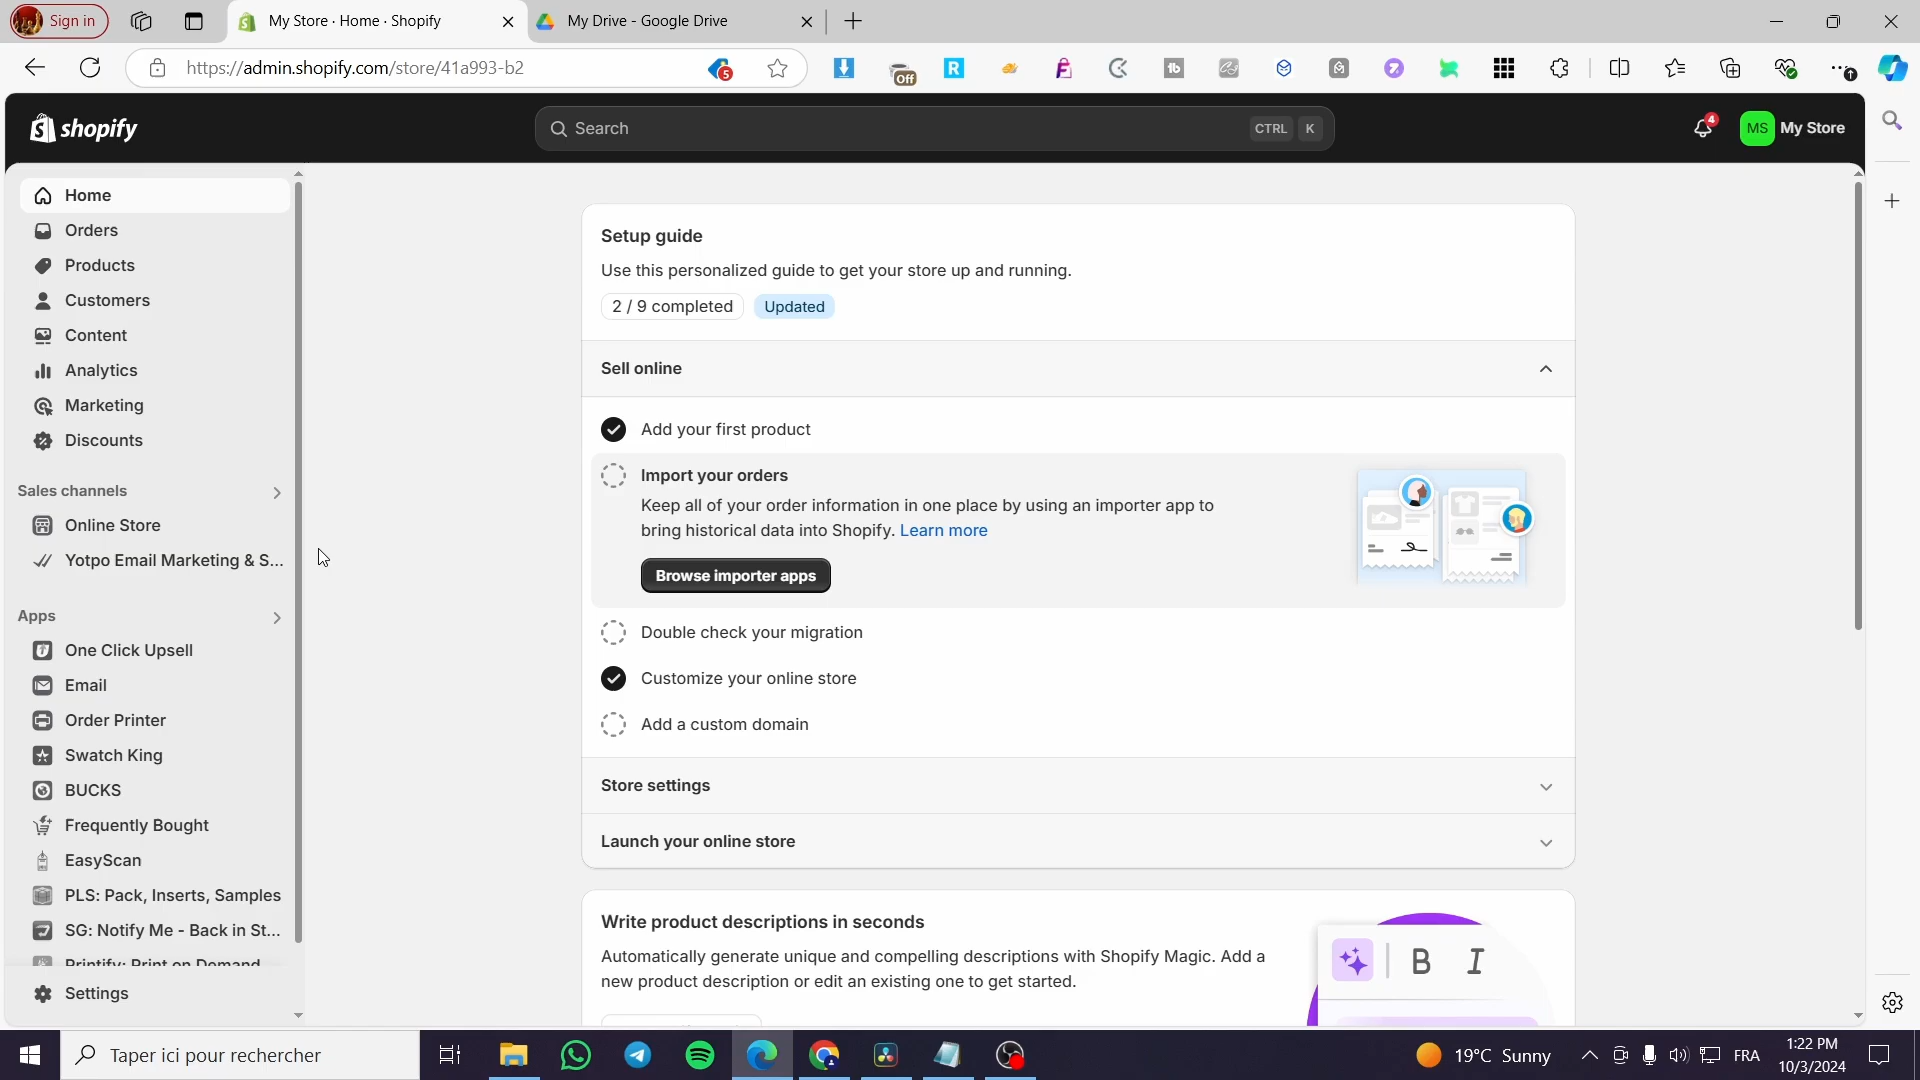 Sign in
My Store · Home · Shopify
My Drive - Google Drive
https://admin.shopify.com/store/41a993-b2
5
Off
shopify
Search
CTRL K
4
MS
My Store
Home
Orders
Products
Customers
Content
Analytics
Marketing
Discounts
Sales channels
Online Store
Yotpo Email Marketing & S...
Apps
One Click Upsell
Email
Order Printer
Swatch King
BUCKS
Frequently Bought
EasyScan
PLS: Pack, Inserts, Samples
SG: Notify Me - Back in St...
Printify: Print on Demand
Settings
Setup guide
Use this personalized guide to get your store up and running.
2 / 9 completed
Updated
Sell online
Add your first product
Import your orders
Keep all of your order information in one place by using an importer app to
bring historical data into Shopify. Learn more
Browse importer apps
Double check your migration
Customize your online store
Add a custom domain
Store settings
Launch your online store
Write product descriptions in seconds
Automatically generate unique and compelling descriptions with Shopify Magic. Add a
new product description or edit an existing one to get started.
B I
Taper ici pour rechercher
19°C Sunny
FRA
1:22 PM
10/3/2024